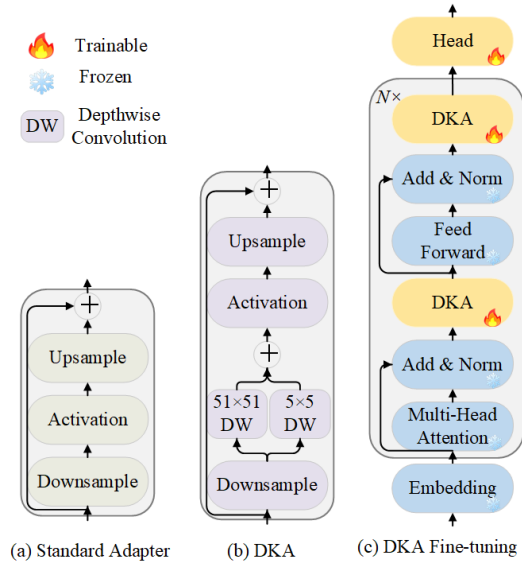 Trainable
Frozen
DW
Depthwise
Convolution
+
Upsample
Activation
Downsample
(a) Standard Adapter
+
Upsample
Activation
+
51×51
DW
5×5
DW
Downsample
(b) DKA
Head
N×
DKA
Add & Norm
Feed
Forward
DKA
Add & Norm
Multi-Head
Attention
Embedding
(c) DKA Fine-tuning